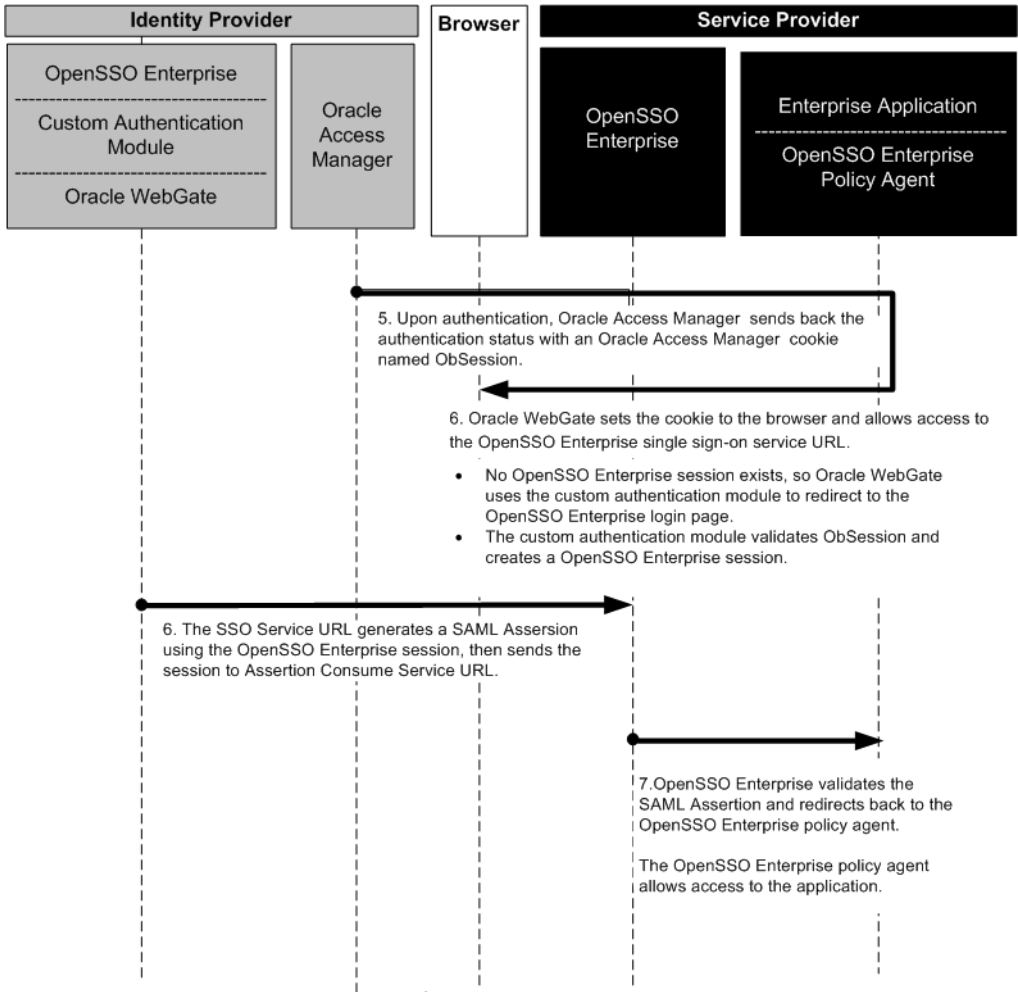 Identity Provider
Browser
Service Provider
OpenSSO Enterprise
Custom Authentication
Module
Oracle WebGate
Oracle
Access
Manager
OpenSSO
Enterprise
Enterprise Application
OpenSSO Enterprise
Policy Agent
5. Upon authentication, Oracle Access Manager sends back the
authentication status with an Oracle Access Manager cookie
named ObSession.
6. Oracle WebGate sets the cookie to the browser and allows access to
the OpenSSO Enterprise single sign-on service URL.
• No OpenSSO Enterprise session exists, so Oracle WebGate
uses the custom authentication module to redirect to the
OpenSSO Enterprise login page.
• The custom authentication module validates ObSession and
creates a OpenSSO Enterprise session.
6. The SSO Service URL generates a SAML Assersion
using the OpenSSO Enterprise session, then sends the
session to Assertion Consume Service URL.
7.OpenSSO Enterprise validates the
SAML Assertion and redirects back to the
OpenSSO Enterprise policy agent.
The OpenSSO Enterprise policy agent
allows access to the application.